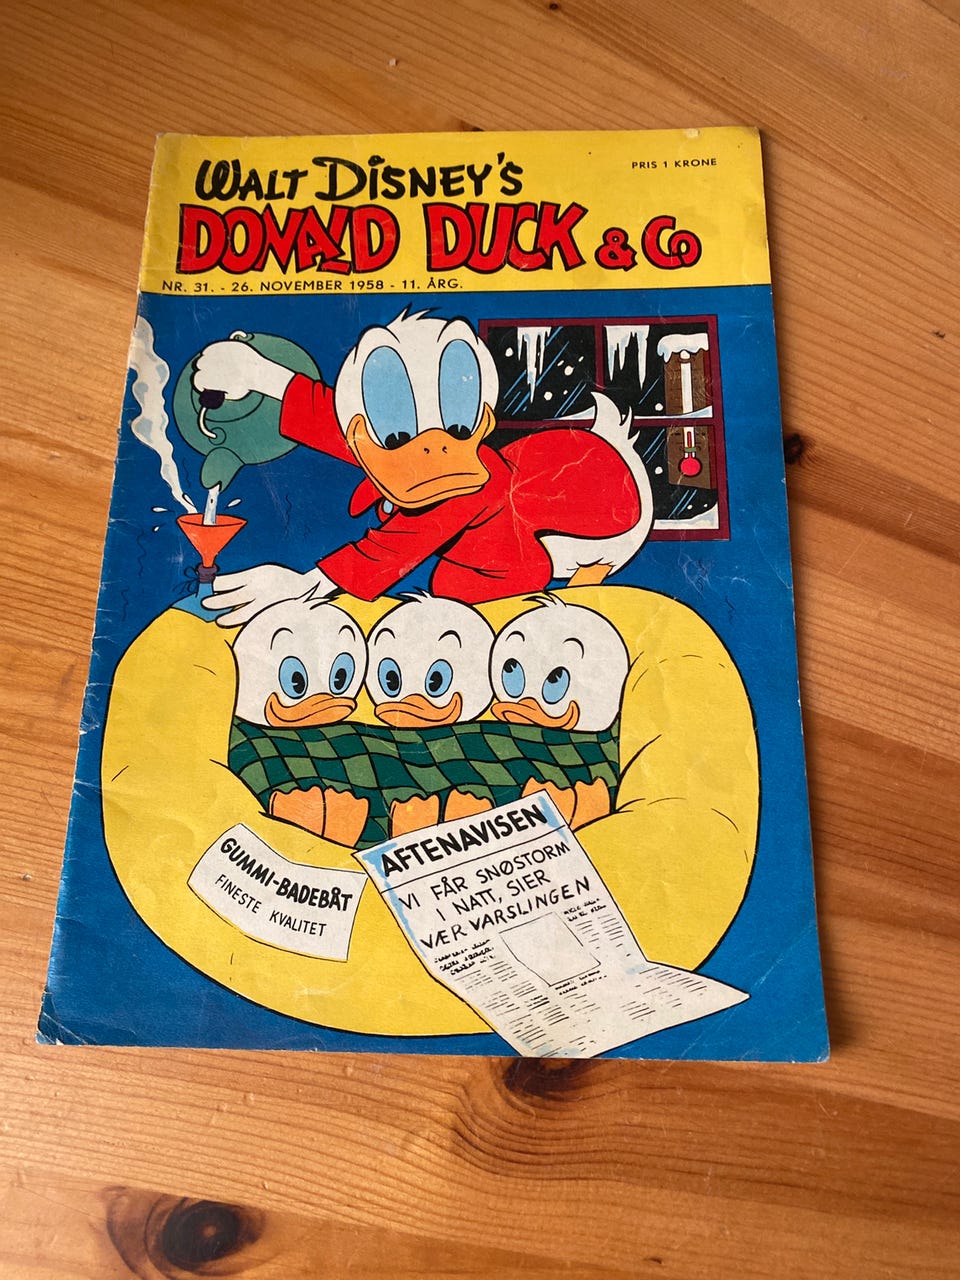 PRIS 1 KRONE
WALT DISNEY'S
DONALD DUCK & CO
NR. 31. - 26. NOVEMBER 1958 - 11. ÅRG.
GUMMI-BADEBÅT
FINESTE KVALITET
AFTENAVISEN
VI FÅR SNØSTORM
I NATT, SIER
VÆRVARSLINGEN